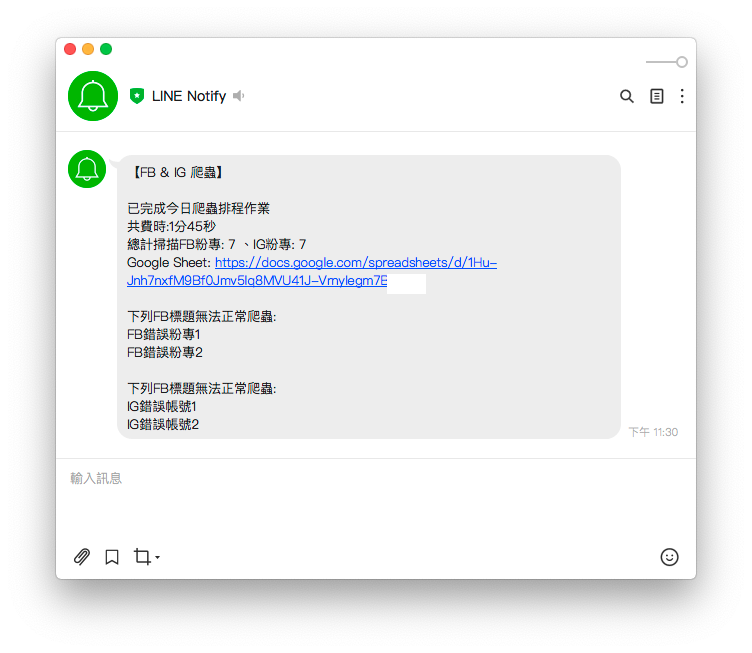 LINE Notify
【FB & IG 爬蟲】
已完成今日爬蟲排程作業
共費時:1分45秒
總計掃描FB粉專: 7 、IG粉專: 7
Google Sheet: https://docs.google.com/spreadsheets/d/1Hu-
Jnh7nxfM9Bf0Jmv5Iq8MVU41J-Vmylegm7B
下列FB標題無法正常爬蟲:
FB錯誤粉專1
FB錯誤粉專2
下列FB標題無法正常爬蟲:
IG錯誤帳號1
IG錯誤帳號2
下午 11:30
輸入訊息